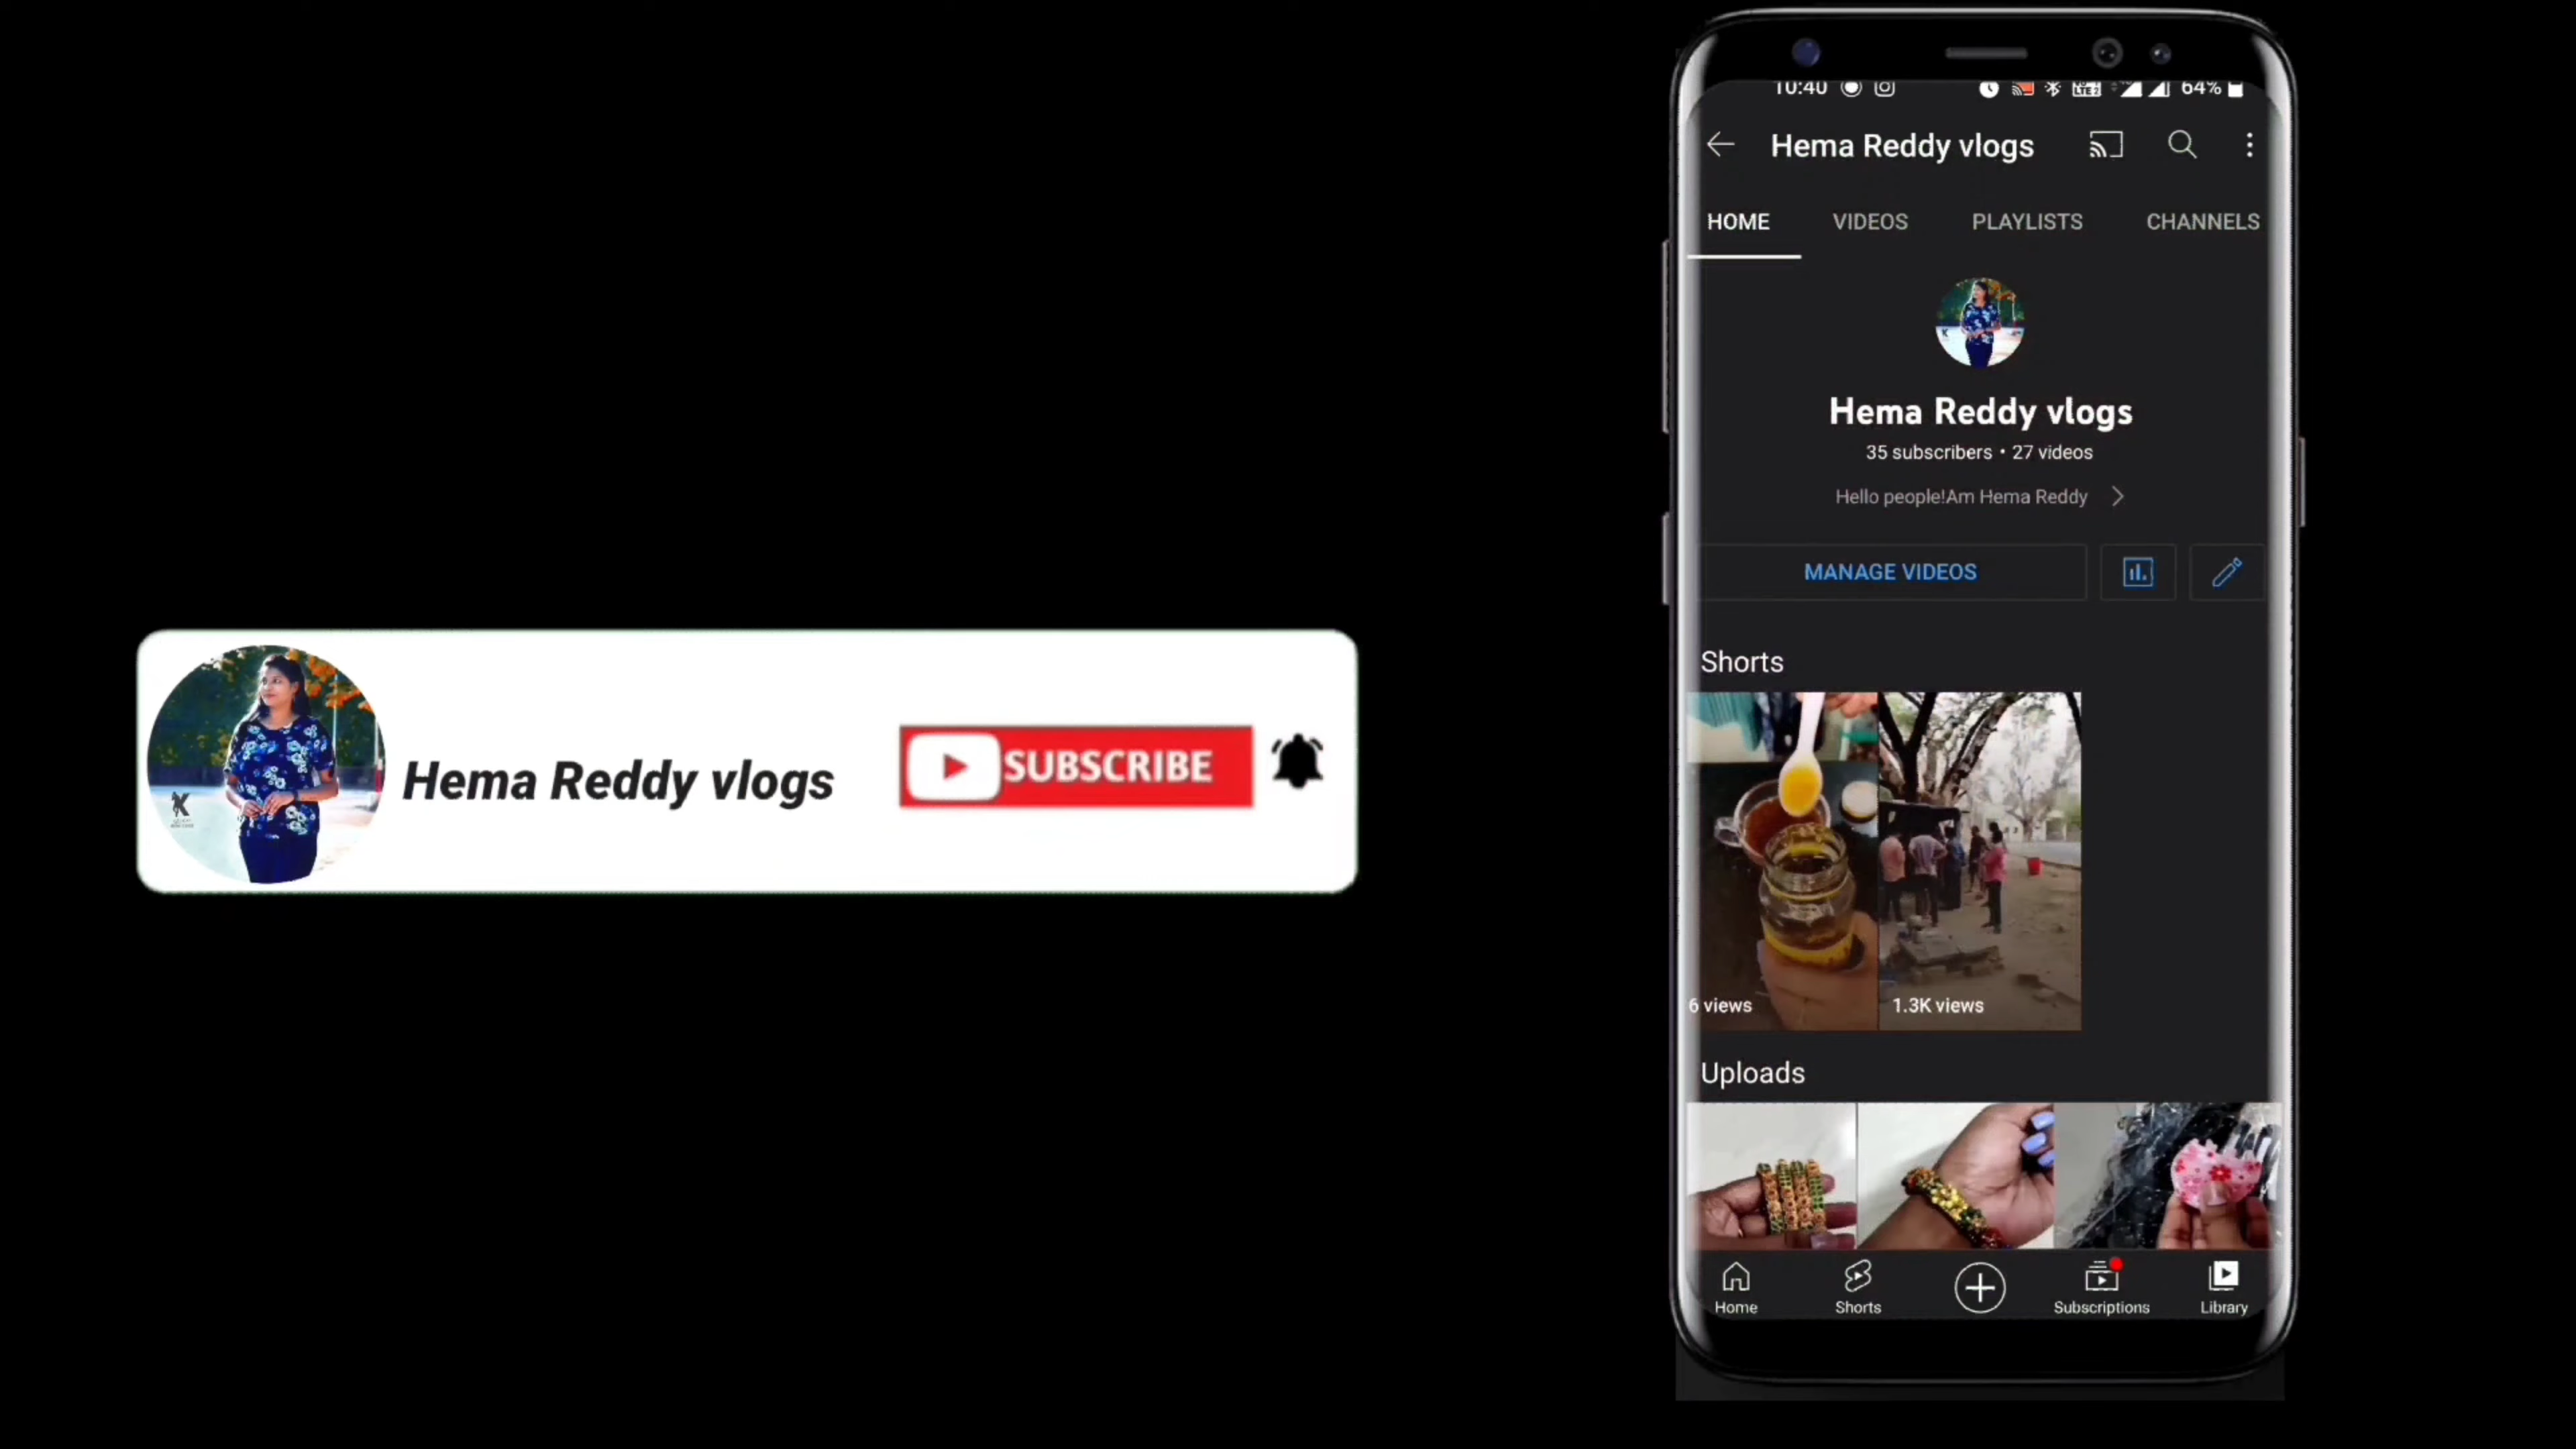 Hema Reddy vlogs
SUBSCRIBE
10:40
64%
Hema Reddy vlogs
HOME VIDEOS PLAYLISTS CHANNELS
Hema Reddy vlogs
35 subscribers • 27 videos
Hello people!Am Hema Reddy
MANAGE VIDEOS
Shorts
6 views
1.3K views
Uploads
Home Shorts Subscriptions Library